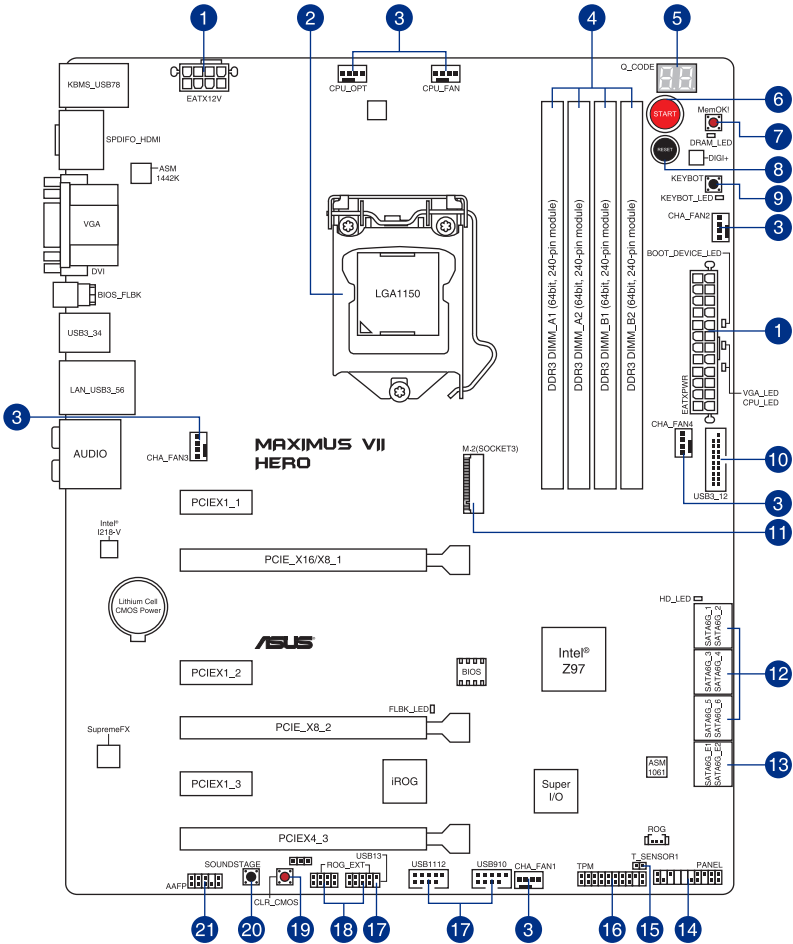 1
2
3
4
5
Q_CODE
KBMS_USB78
EATX12V
CPU_OPT
CPU_FAN
6
START
MemOK!
7
DRAM_LED
SPDIFO_HDMI
ASM
1442K
RESET
DIGI+
8
KEYBOT
9
KEYBOT_LED
CHA_FAN2
3
VGA
DVI
BOOT_DEVICE_LED
BIOS_FLBK
LGA1150
DDR3 DIMM_A1 (64bit, 240-pin module)
DDR3 DIMM_A2 (64bit, 240-pin module)
DDR3 DIMM_B1 (64bit, 240-pin module)
DDR3 DIMM_B2 (64bit, 240-pin module)
1
USB3_34
EATXPWR
LAN_USB3_56
VGA_LED
CPU_LED
3
CHA_FAN4
AUDIO
CHA_FAN3
MAXIMUS VII
HERO
M.2(SOCKET3)
10
USB3_12
3
PCIEX1_1
11
Intel®
I218-V
PCIE_X16/X8_1
Lithium Cell
CMOS Power
HD_LED
SATA6G_1
SATA6G_2
ASUS
Intel®
Z97
SATA6G_3
SATA6G_4
12
PCIEX1_2
BIOS
SATA6G_5
SATA6G_6
FLBK_LED
SupremeFX
PCIE_X8_2
ASM
1061
SATA6G_E1
SATA6G_E2
13
PCIEX1_3
iROG
Super
I/O
PCIEX4_3
ROG
SOUNDSTAGE
ROG_EXT
USB13
USB1112
USB910
CHA_FAN1
TPM
T_SENSOR1
PANEL
AAFP
CLR_CMOS
21
20
19
18
17
17
3
16
15
14